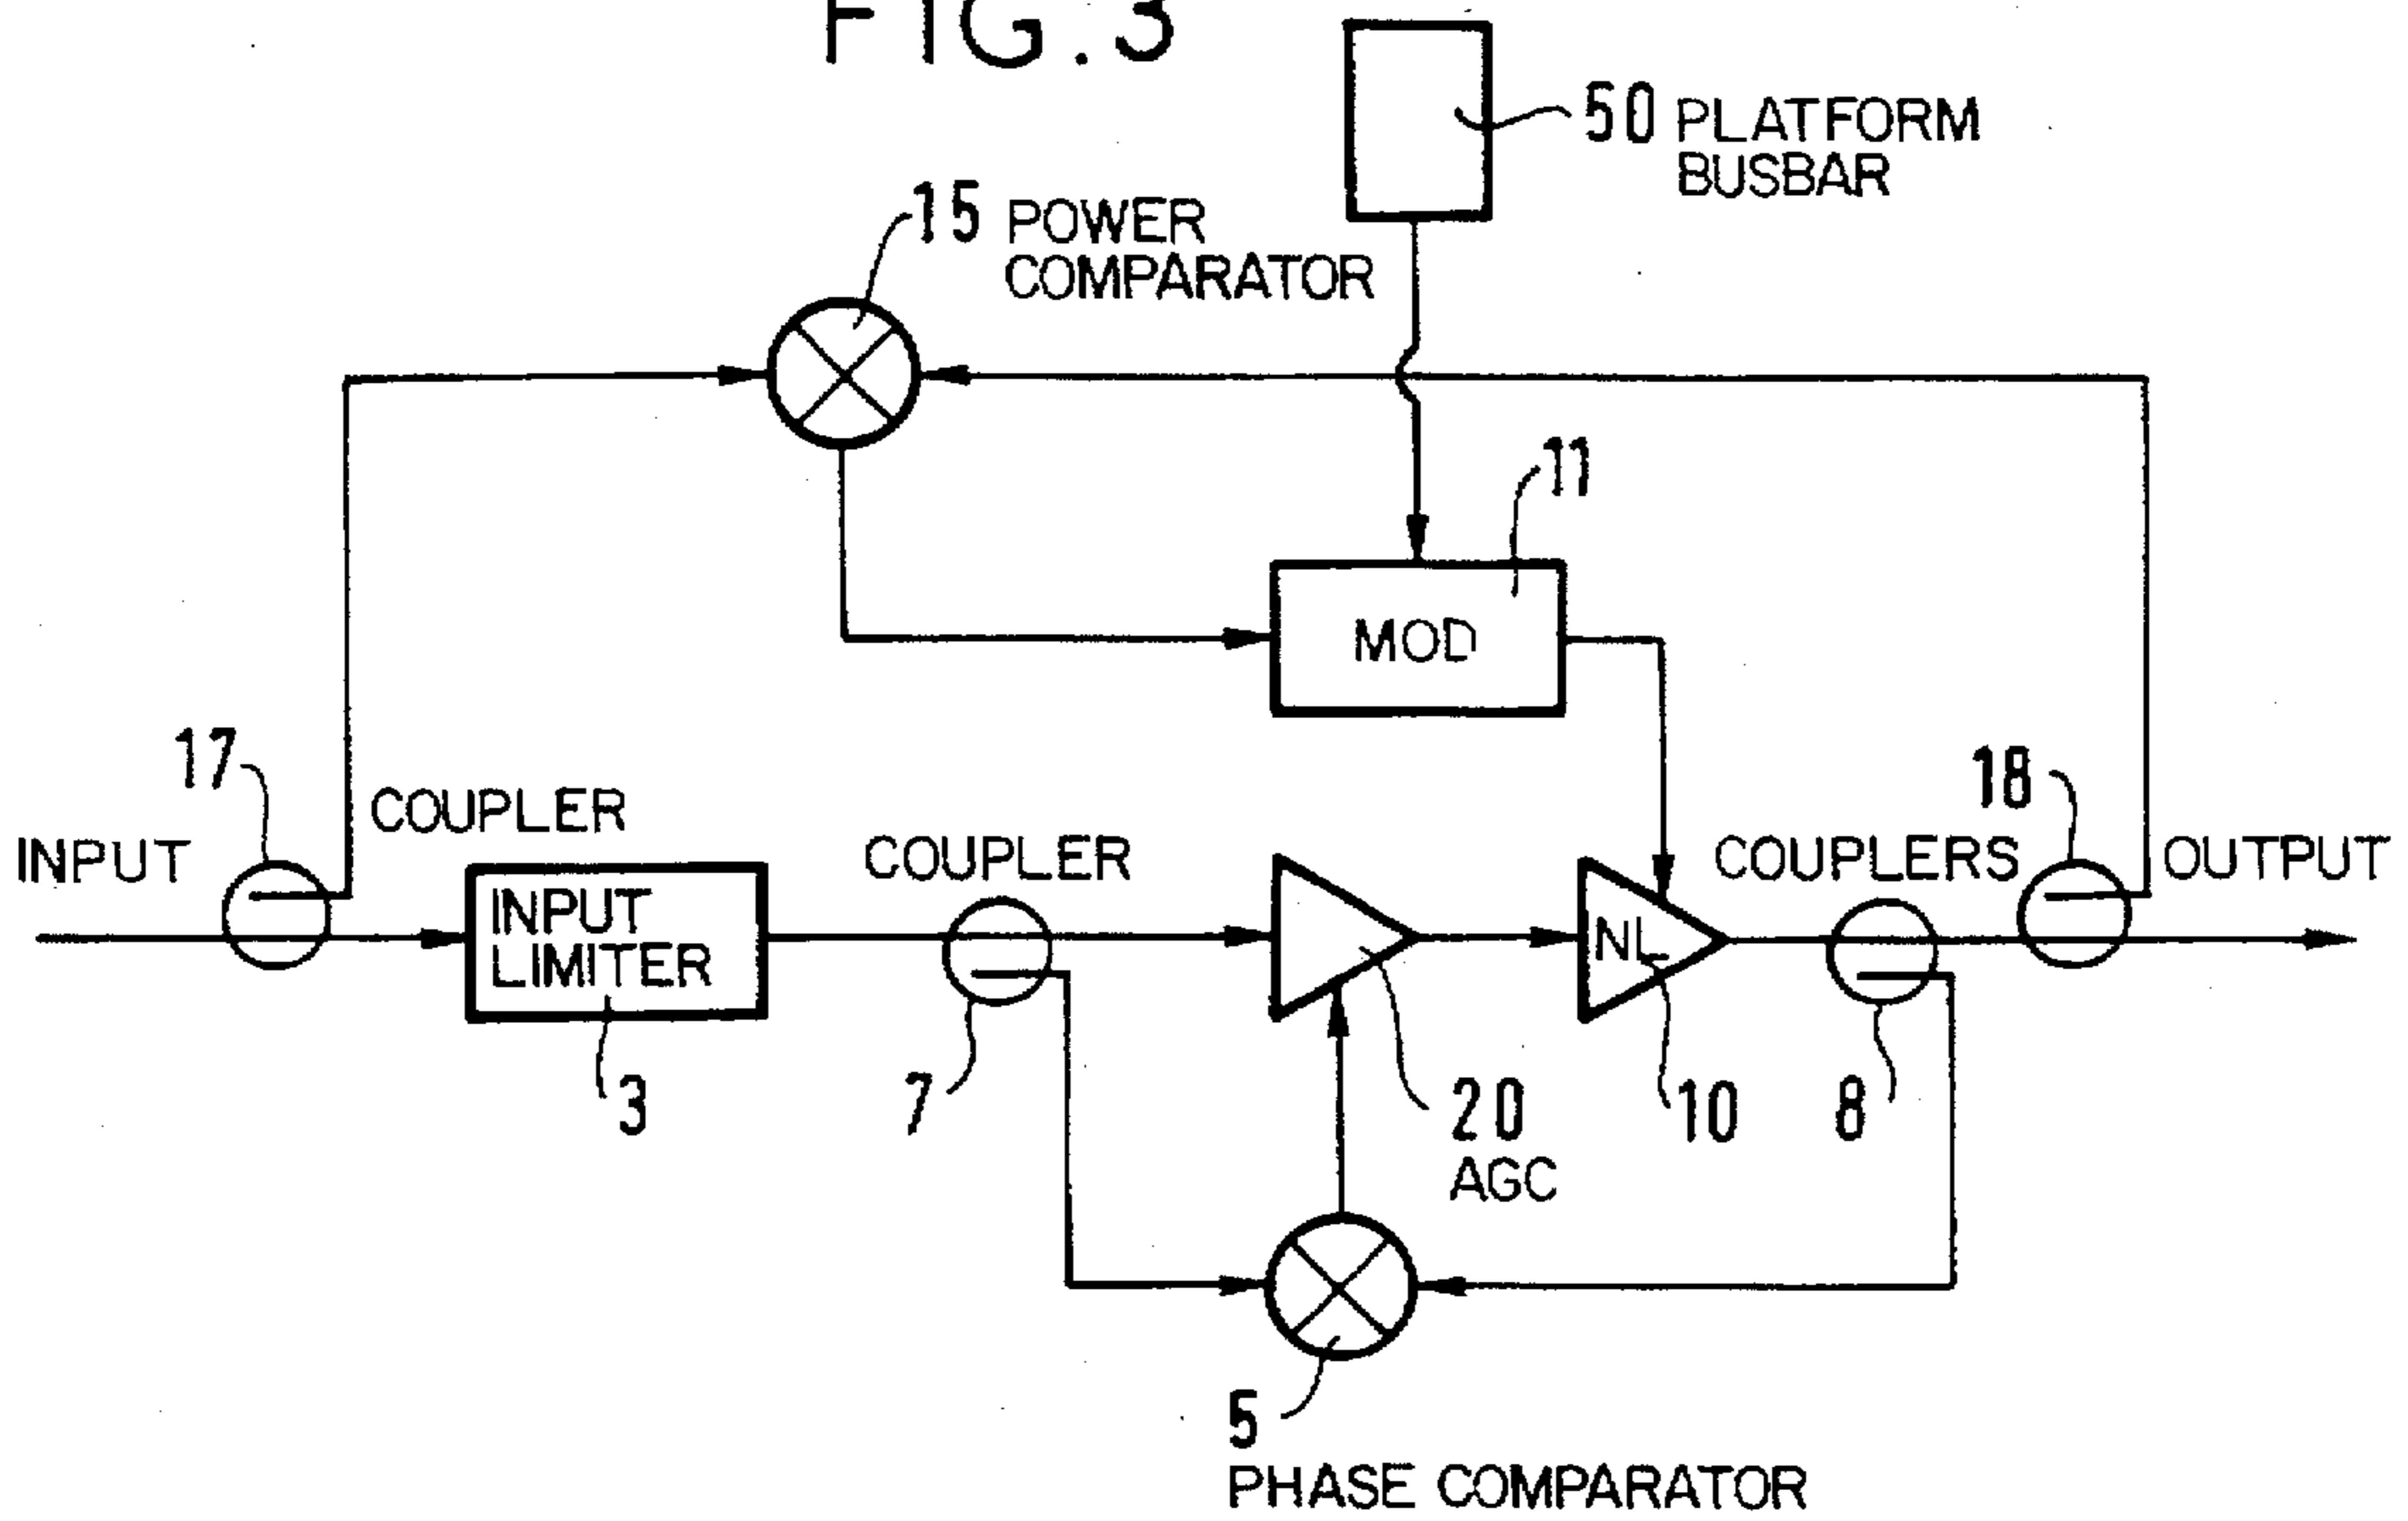 FIG.3
50 PLATFORM
BUSBAR
15 POWER
COMPARATOR
11
MOD
17
COUPLER
18
INPUT
COUPLER
COUPLERS
OUTPUT
INPUT
LIMITER
NL
3
7
20
AGC
10
8
5
PHASE COMPARATOR